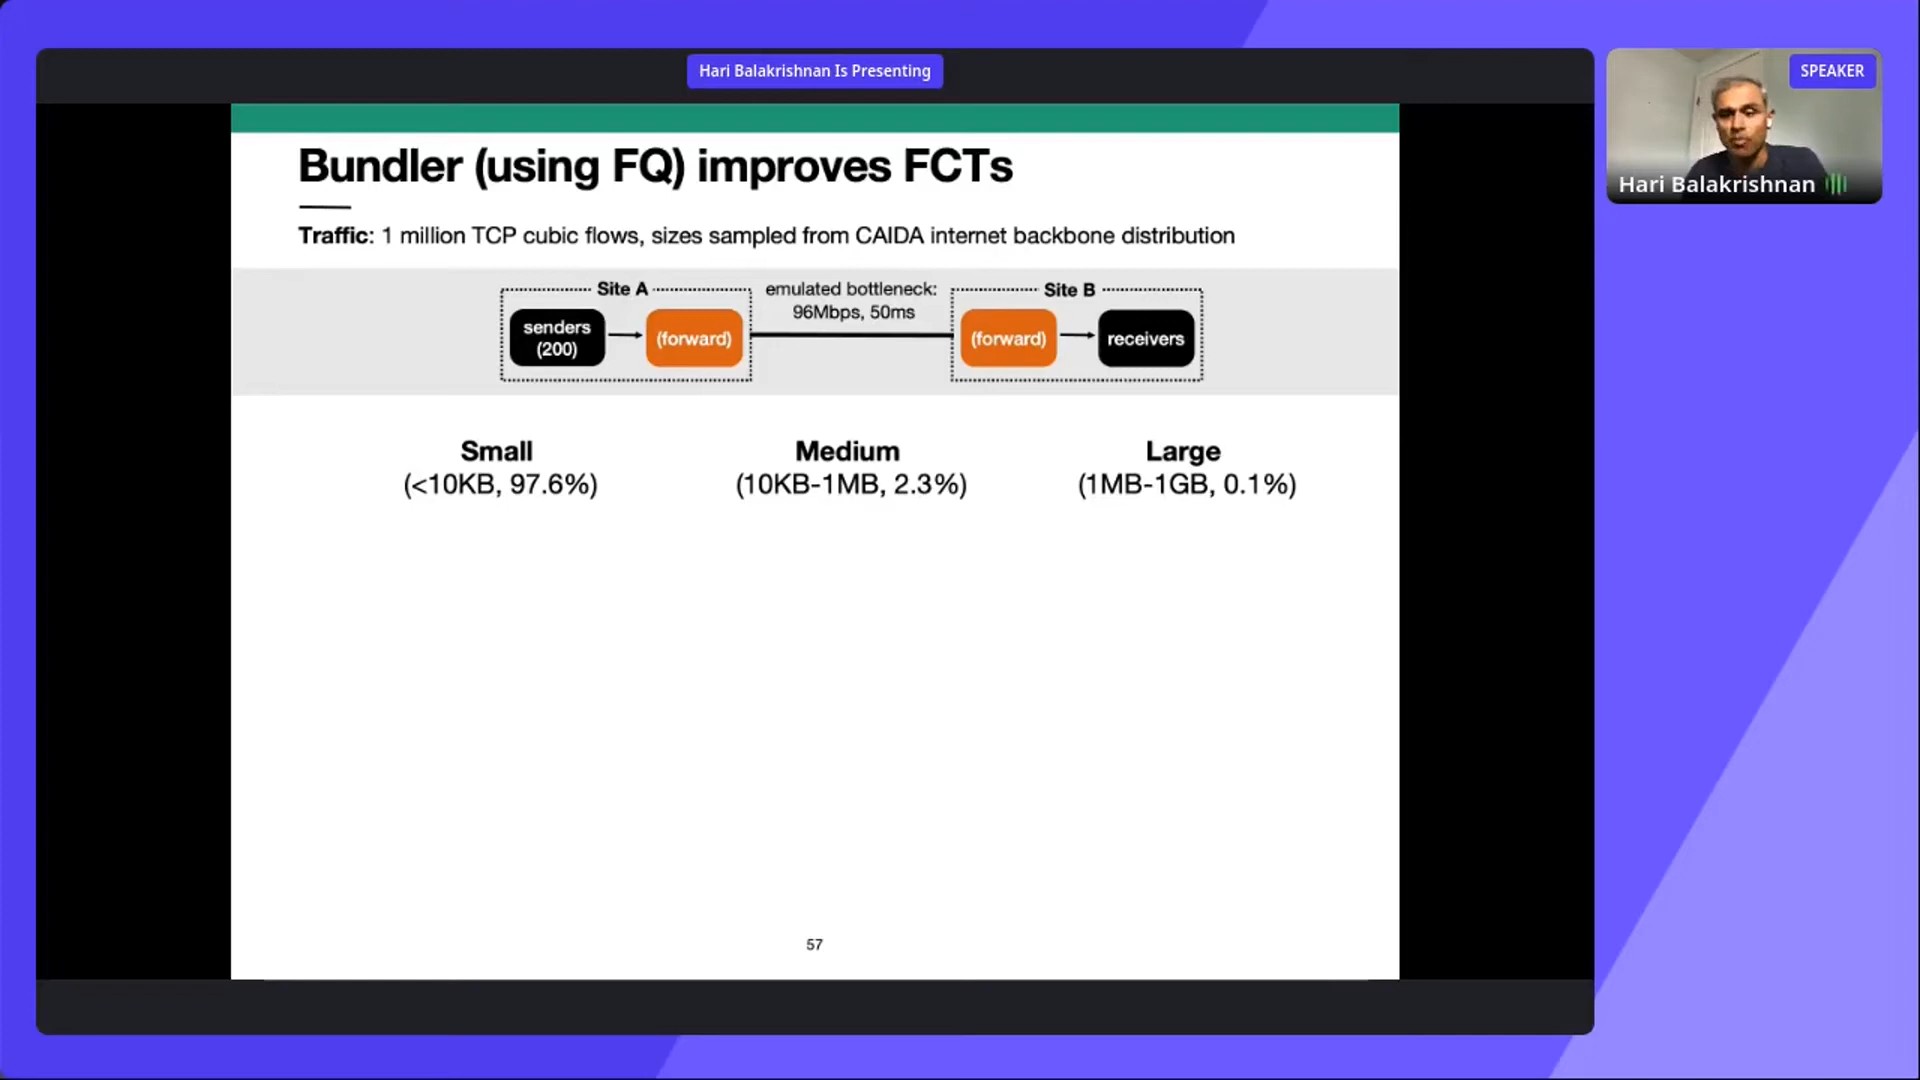 Hari Balakrishnan Is Presenting
SPEAKER
Hari Balakrishnan
Bundler (using FQ) improves FCTs
Traffic: 1 million TCP cubic flows, sizes sampled from CAIDA internet backbone distribution
Site A
emulated bottleneck:
96Mbps, 50ms
Site B
senders
(200)
(forward)
(forward)
receivers
Small
(<10KB, 97.6%)
Medium
(10KB-1MB, 2.3%)
Large
(1MB-1GB, 0.1%)
57